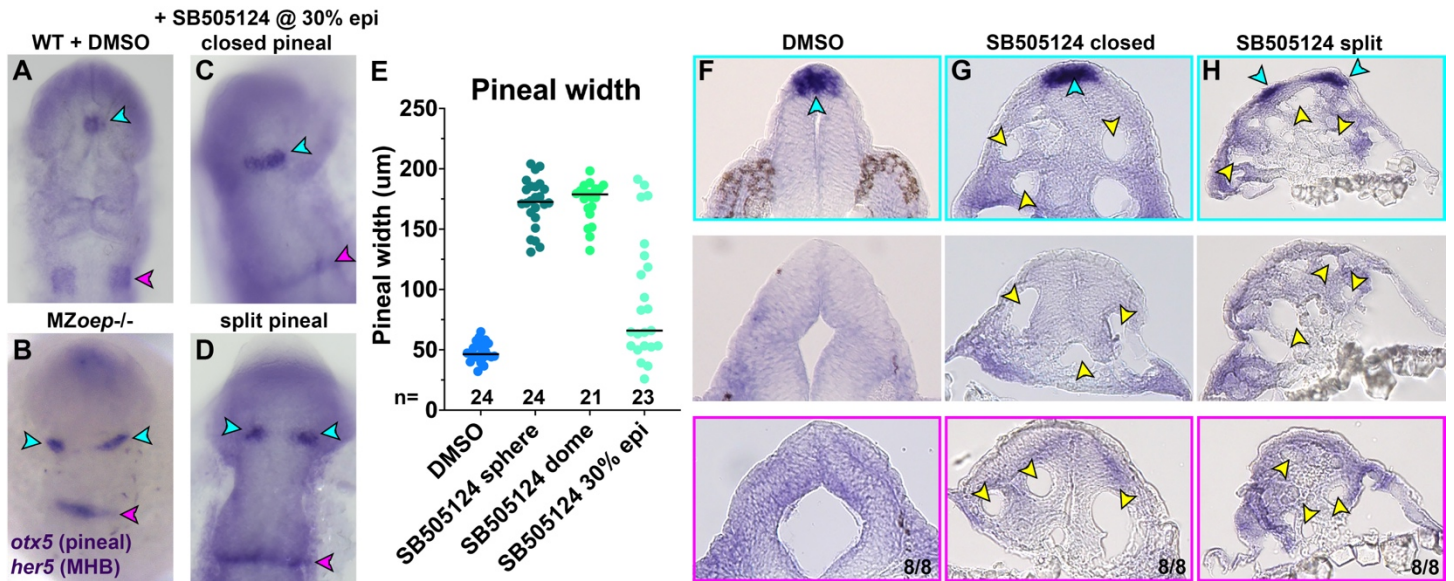 + SB505124 @ 30% epi
WT + DMSO
closed pineal
A
C
MZoep-/-
split pineal
B
D
otx5 (pineal)
her5 (MHB)
E
Pineal width
Pineal width (um)
250
200
150
100
50
0
n=
24
24
21
23
DMSO
SB505124 sphere
SB505124 dome
SB505124 30% epi
DMSO
SB505124 closed
SB505124 split
F
G
H
8/8
8/8
8/8